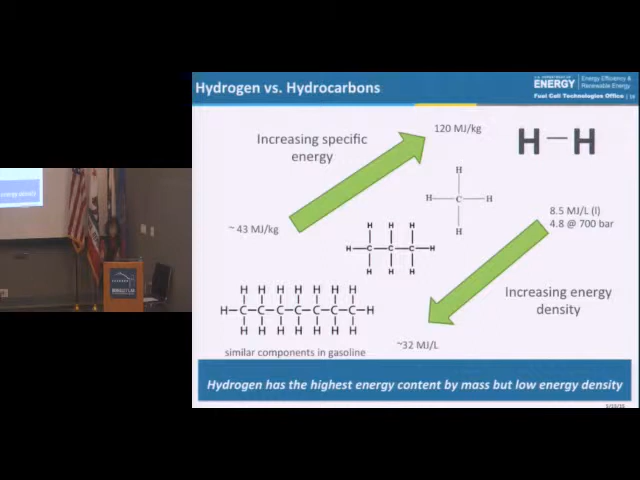 Hydrogen vs. Hydrocarbons
ENERGY
Energy Efficiency &
Renewable Energy
Fuel Cell Technologies Office
Increasing specific
energy
120 MJ/kg
H H
H
H C H
H
~ 43 MJ/kg
8.5 MJ/L (l)
4.8 @ 700 bar
H H H
H C C C H
H H H
Increasing energy
density
H H H H H H H
H C C C C C C C H
H H H H H H H
~32 MJ/L
similar components in gasoline
Hydrogen has the highest energy content by mass but low energy density
energy density